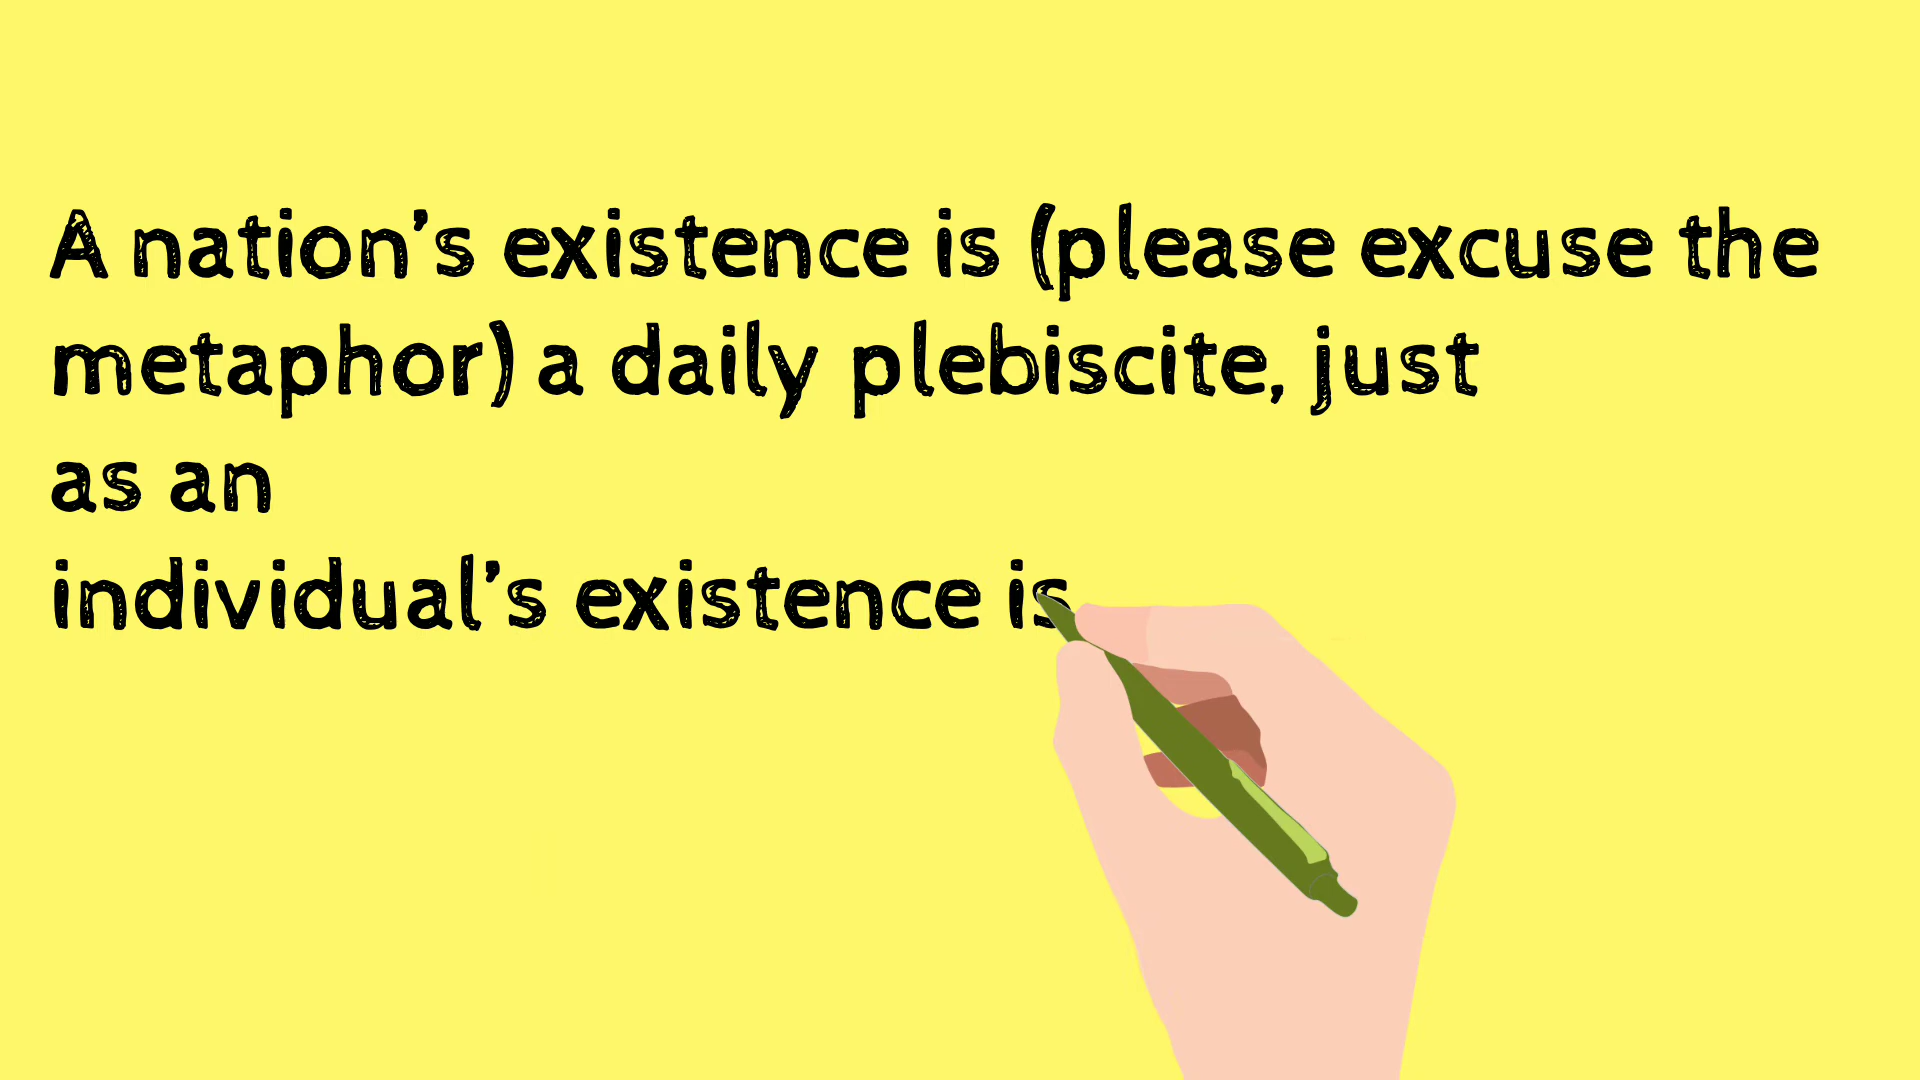 A nation’s existence is (please excuse the
metaphor) a daily plebiscite, just
as an
individual’s existence is